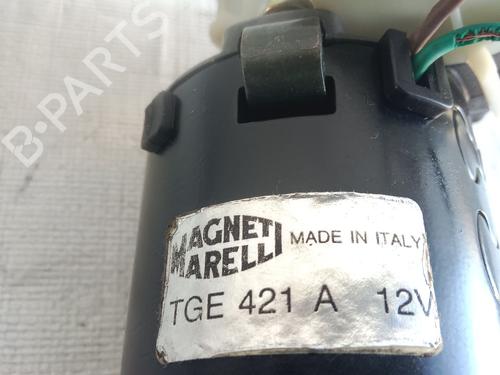 B-PARTS
MAGNETI
MARELLI
MADE IN ITALY
TGE 421 A 12V